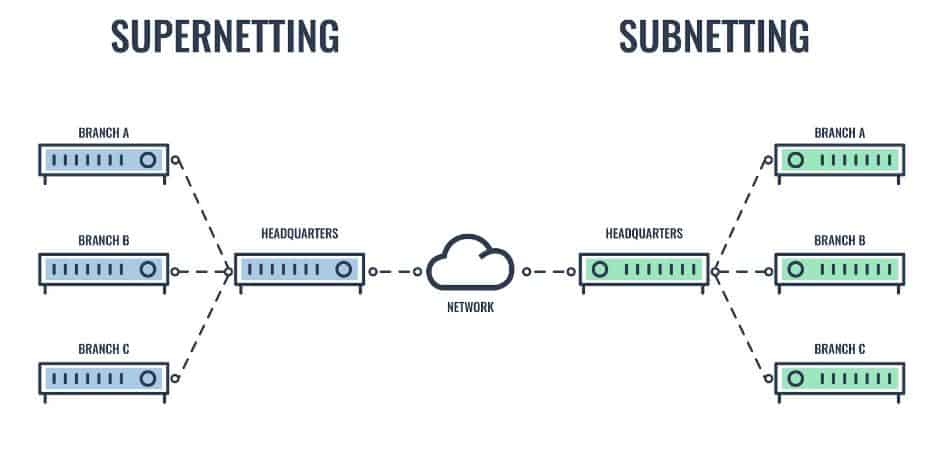 SUPERNETTING
SUBNETTING
BRANCH A
BRANCH A
BRANCH B
HEADQUARTERS
HEADQUARTERS
BRANCH B
NETWORK
BRANCH C
BRANCH C